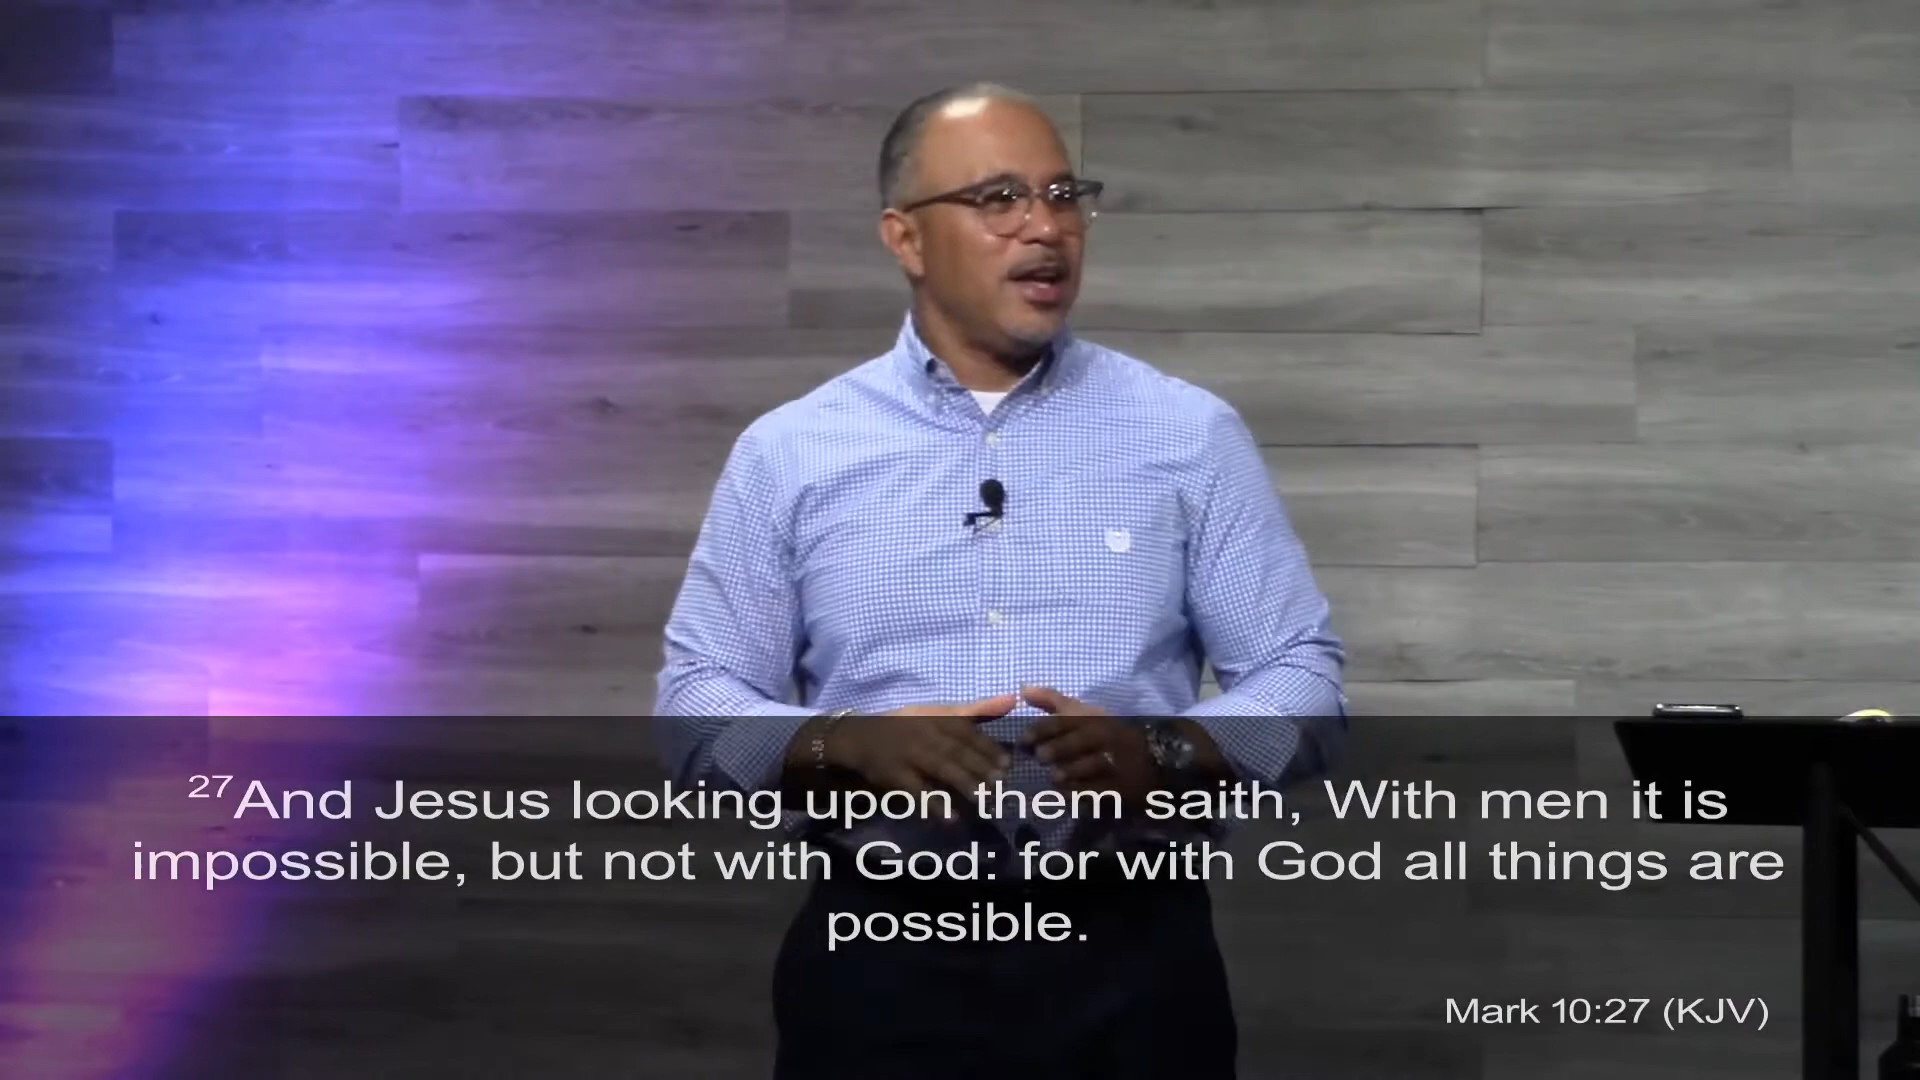 27And Jesus looking upon them saith, With men it is
impossible, but not with God: for with God all things are
possible.
Mark 10:27 (KJV)